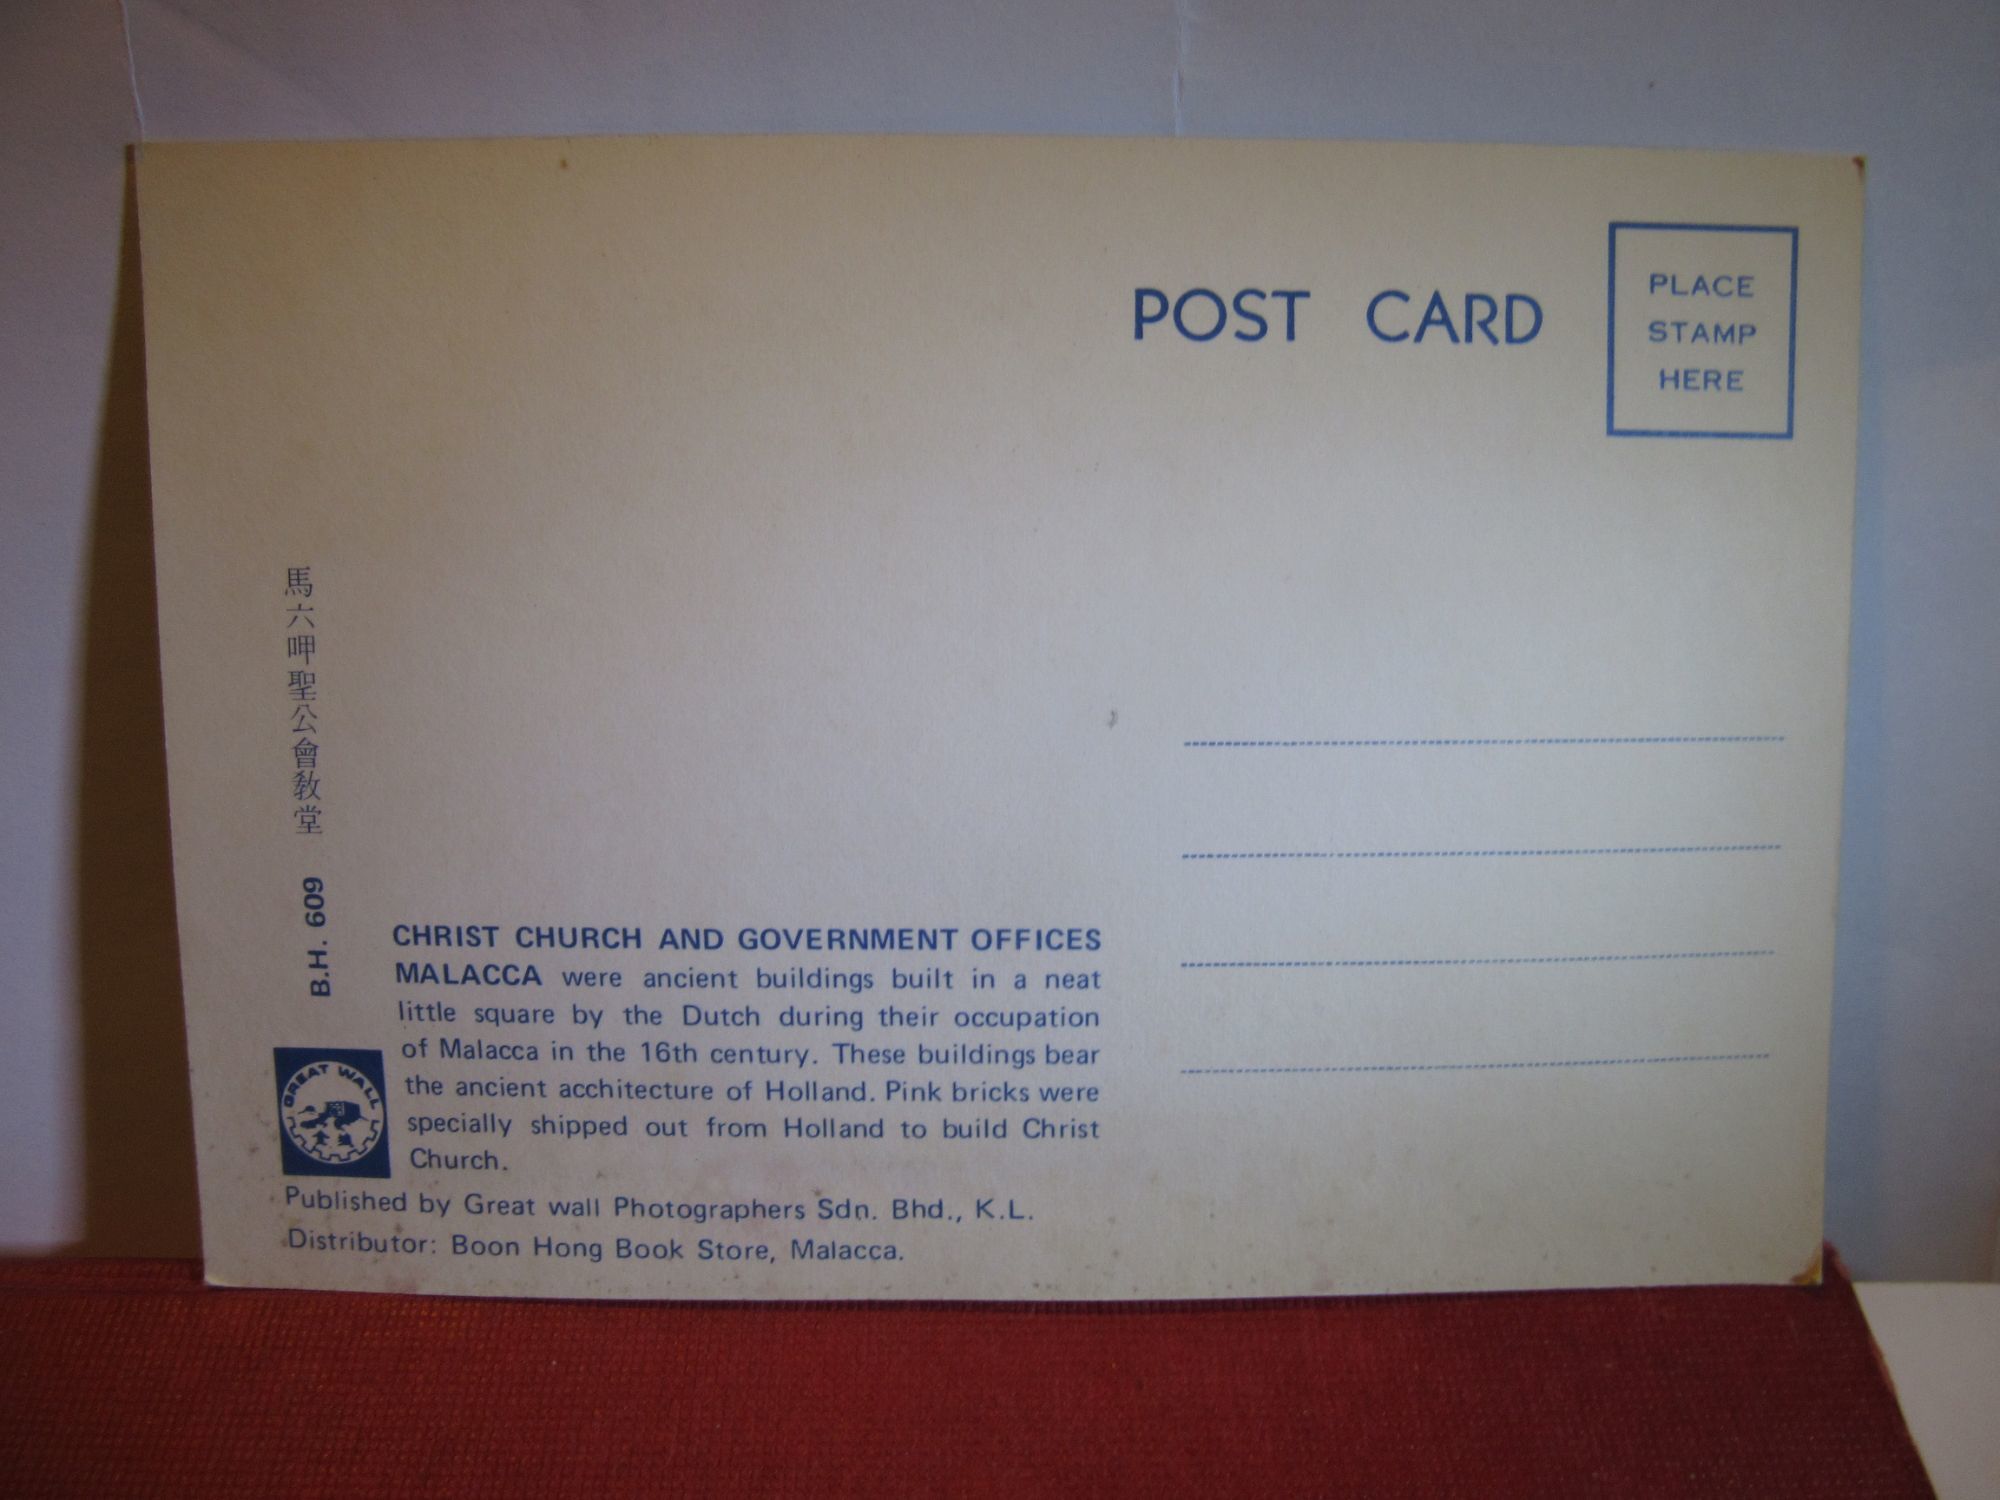 POST CARD
PLACE
STAMP
HERE
馬六呷聖公會教堂
B.H. 609
CHRIST CHURCH AND GOVERNMENT OFFICES
MALACCA were ancient buildings built in a neat
little square by the Dutch during their occupation
of Malacca in the 16th century. These buildings bear
the ancient acchitecture of Holland. Pink bricks were
specially shipped out from Holland to build Christ
Church.
GREAT WALL
Published by Great wall Photographers Sdn. Bhd., K.L.
Distributor: Boon Hong Book Store, Malacca.